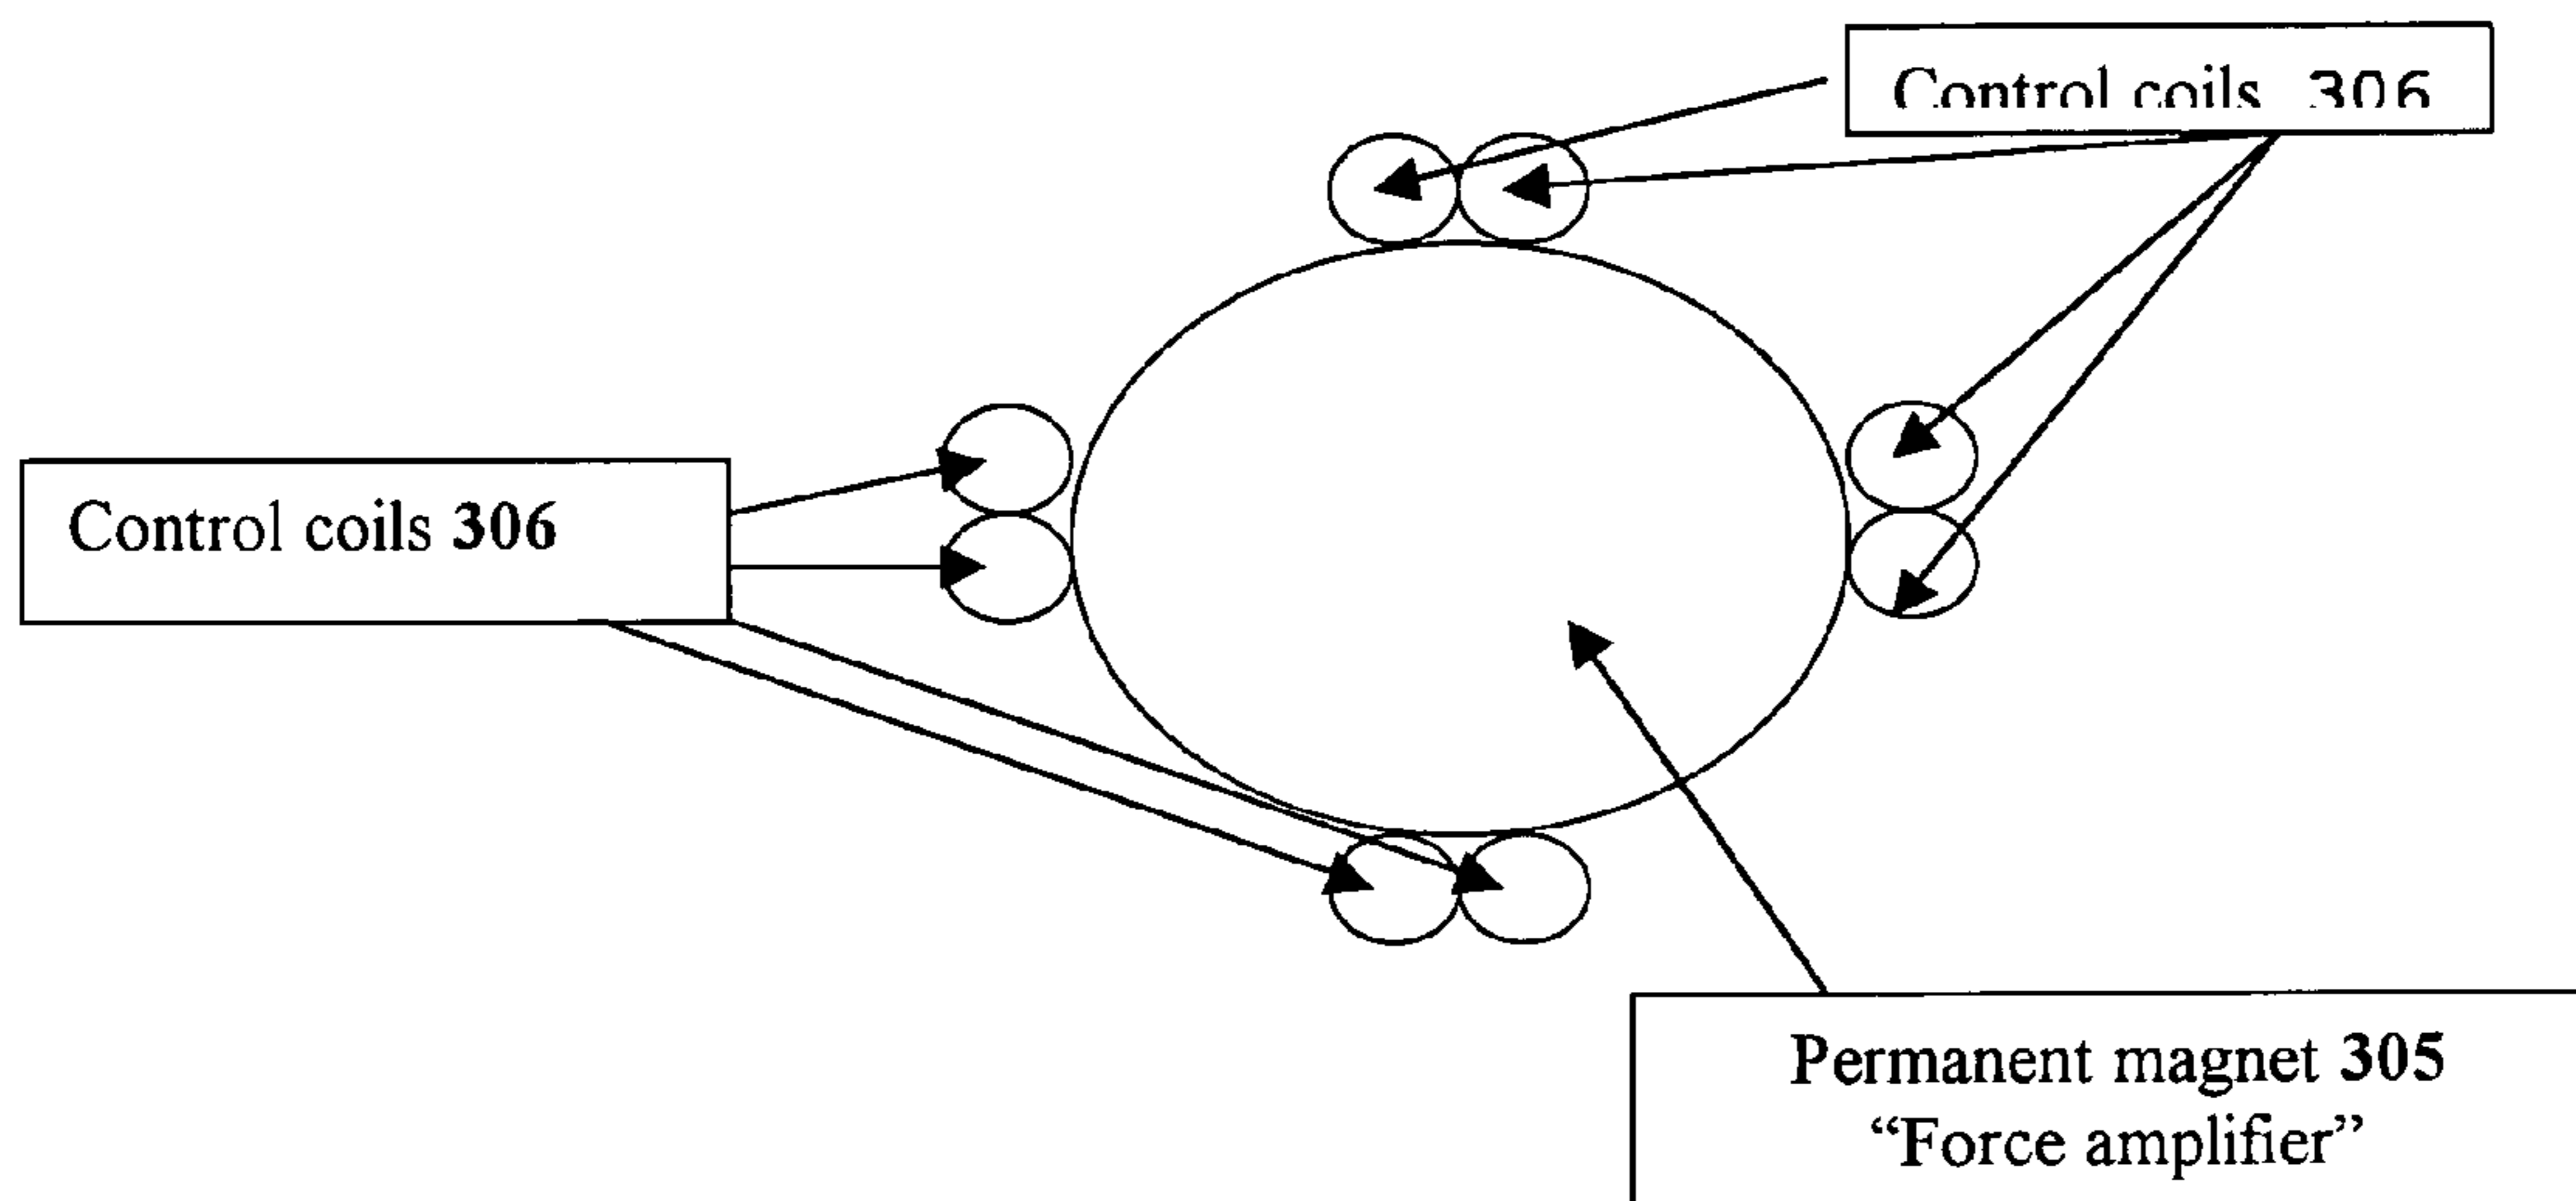 Control coils 306
Control coils 306
Permanent magnet 305
“Force amplifier”